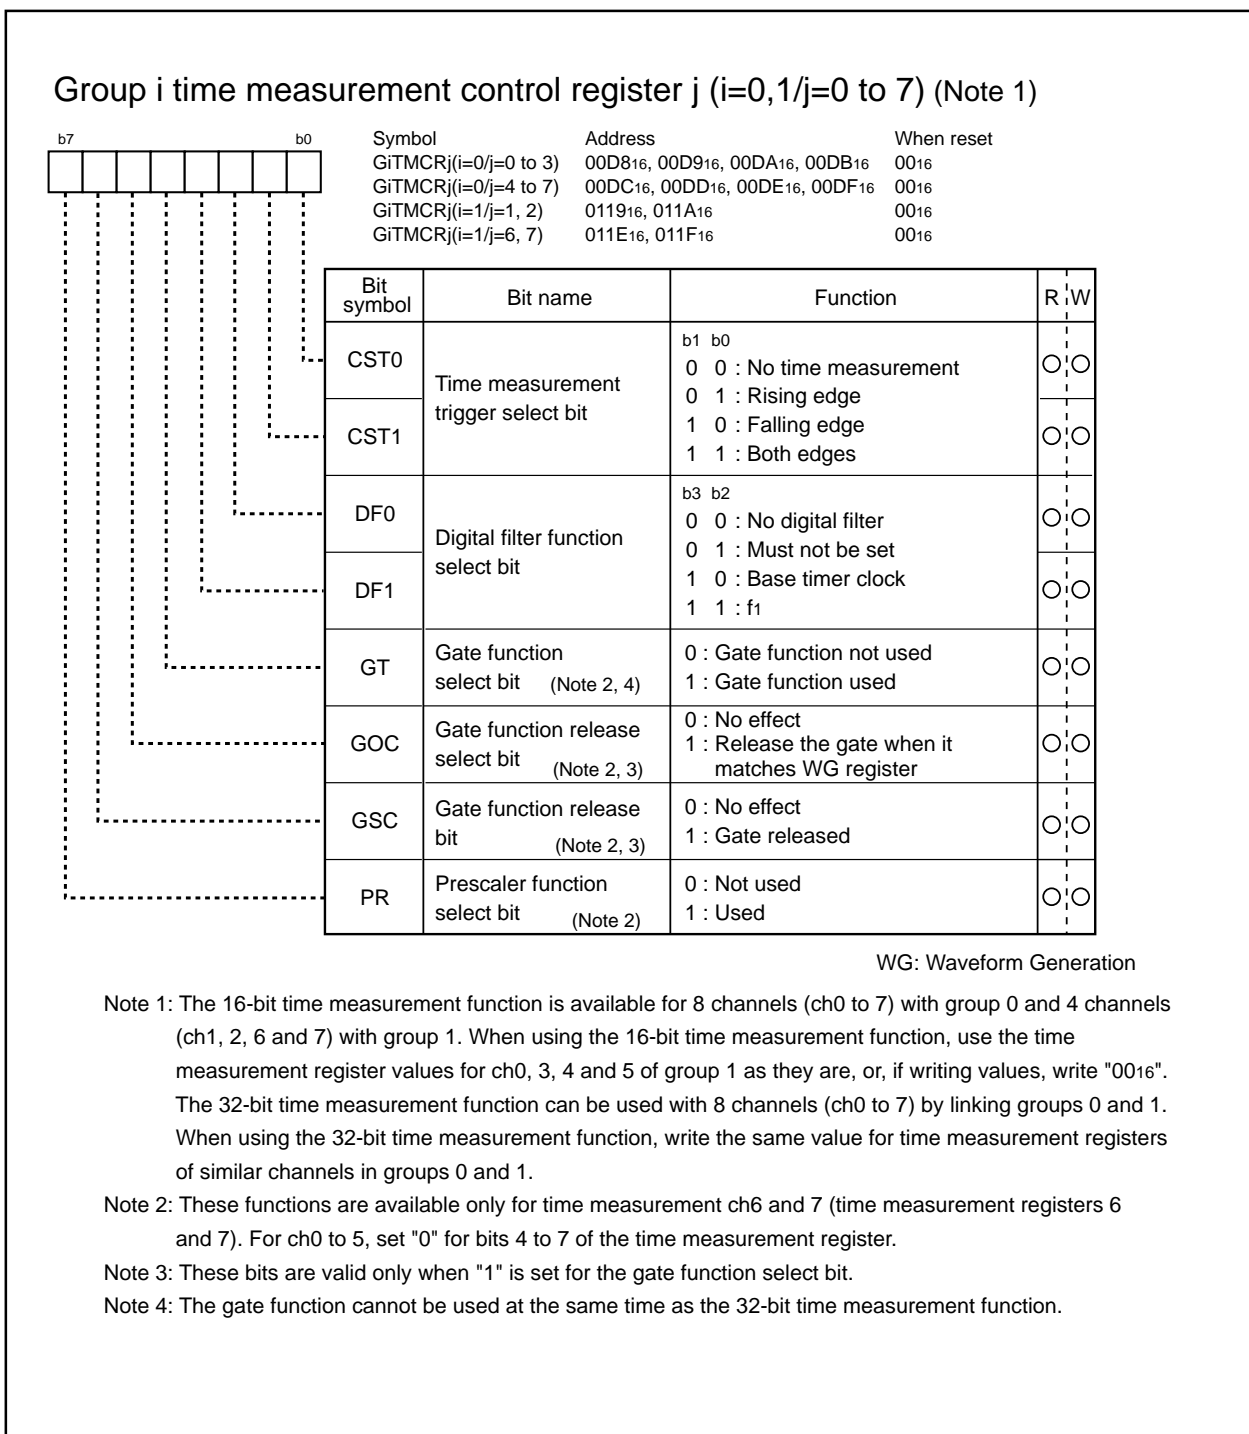 Group i time measurement control register j (i=0,1/j=0 to 7) (Note 1)
b7 b0
Symbol Address When reset
GiTMCRj(i=0/j=0 to 3) 00D816, 00D916, 00DA16, 00DB16 0016
GiTMCRj(i=0/j=4 to 7) 00DC16, 00DD16, 00DE16, 00DF16 0016
GiTMCRj(i=1/j=1, 2) 011916, 011A16 0016
GiTMCRj(i=1/j=6, 7) 011E16, 011F16 0016
Bit symbol Bit name Function R W
CST0
CST1
Time measurement
trigger select bit
b1 b0
0 0 : No time measurement
0 1 : Rising edge
1 0 : Falling edge
1 1 : Both edges
DF0
DF1
Digital filter function
select bit
b3 b2
0 0 : No digital filter
0 1 : Must not be set
1 0 : Base timer clock
1 1 : f1
GT
Gate function
select bit (Note 2, 4)
0 : Gate function not used
1 : Gate function used
GOC
Gate function release
select bit (Note 2, 3)
0 : No effect
1 : Release the gate when it
matches WG register
GSC
Gate function release
bit (Note 2, 3)
0 : No effect
1 : Gate released
PR
Prescaler function
select bit (Note 2)
0 : Not used
1 : Used
WG: Waveform Generation
Note 1: The 16-bit time measurement function is available for 8 channels (ch0 to 7) with group 0 and 4 channels
(ch1, 2, 6 and 7) with group 1. When using the 16-bit time measurement function, use the time
measurement register values for ch0, 3, 4 and 5 of group 1 as they are, or, if writing values, write "0016".
The 32-bit time measurement function can be used with 8 channels (ch0 to 7) by linking groups 0 and 1.
When using the 32-bit time measurement function, write the same value for time measurement registers
of similar channels in groups 0 and 1.
Note 2: These functions are available only for time measurement ch6 and 7 (time measurement registers 6
and 7). For ch0 to 5, set "0" for bits 4 to 7 of the time measurement register.
Note 3: These bits are valid only when "1" is set for the gate function select bit.
Note 4: The gate function cannot be used at the same time as the 32-bit time measurement function.